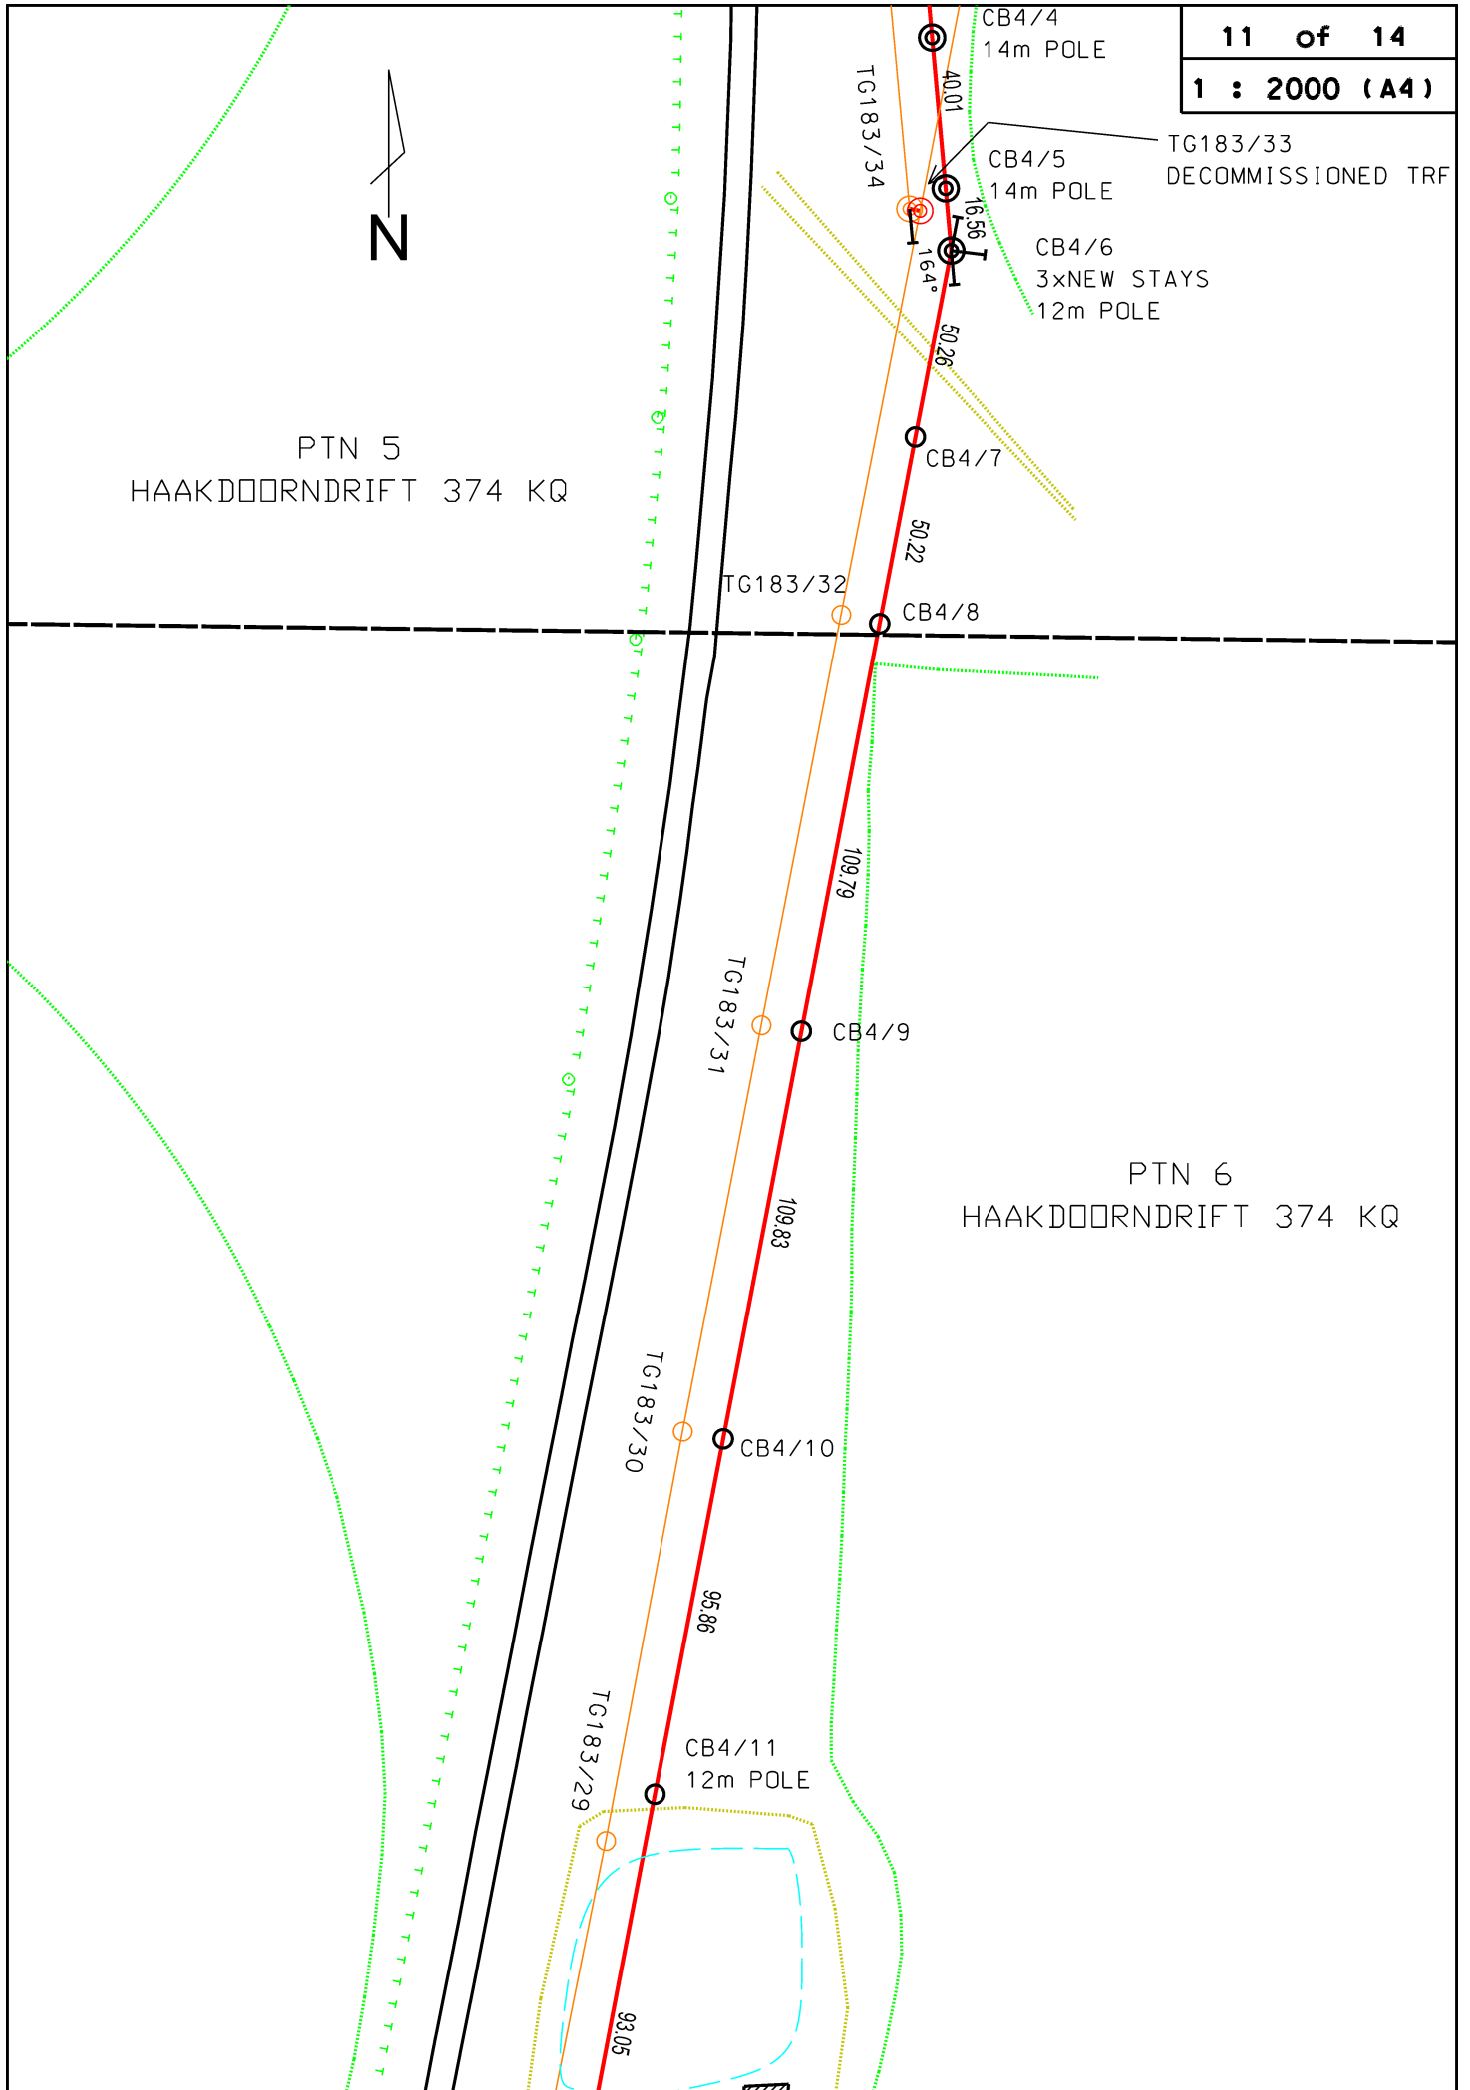 CB4/4
14m POLE
11 of 14
1 : 2000 (A4)
40.01
TG183/34
TG183/33
DECOMMISSIONED TRF
CB4/5
14m POLE
16.56
164°
CB4/6
3xNEW STAYS
12m POLE
N
50.26
PTN 5
HAAKDOORNDRIFT 374 KQ
CB4/7
50.22
TG183/32
CB4/8
109.79
TG183/31
CB4/9
PTN 6
HAAKDOORNDRIFT 374 KQ
109.83
TG183/30
CB4/10
95.86
TG183/29
CB4/11
12m POLE
93.05